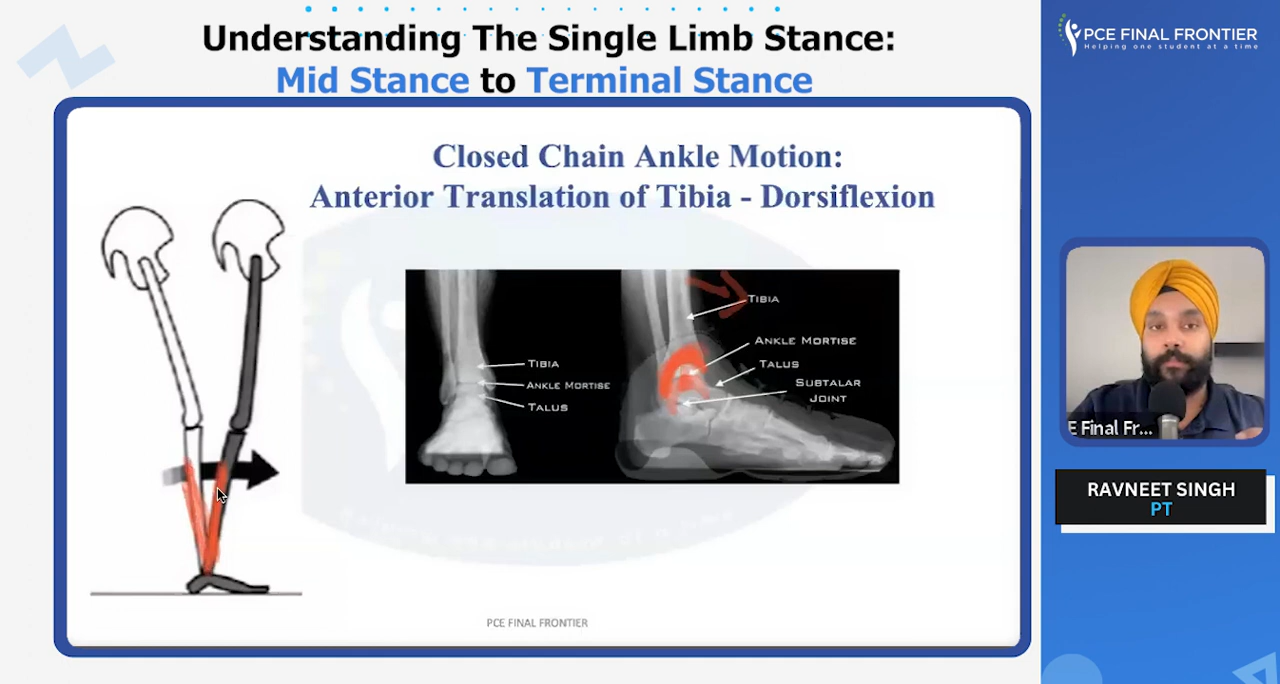 Understanding The Single Limb Stance:
Mid Stance to Terminal Stance
PCE FINAL FRONTIER
Helping one student at a time
Closed Chain Ankle Motion:
Anterior Translation of Tibia - Dorsiflexion
TIBIA
ANKLE MORTISE
TALUS
TIBIA
ANKLE MORTISE
TALUS
SUBTALAR
JOINT
PCE FINAL FRONTIER
E Final Fr...
RAVNEET SINGH
PT